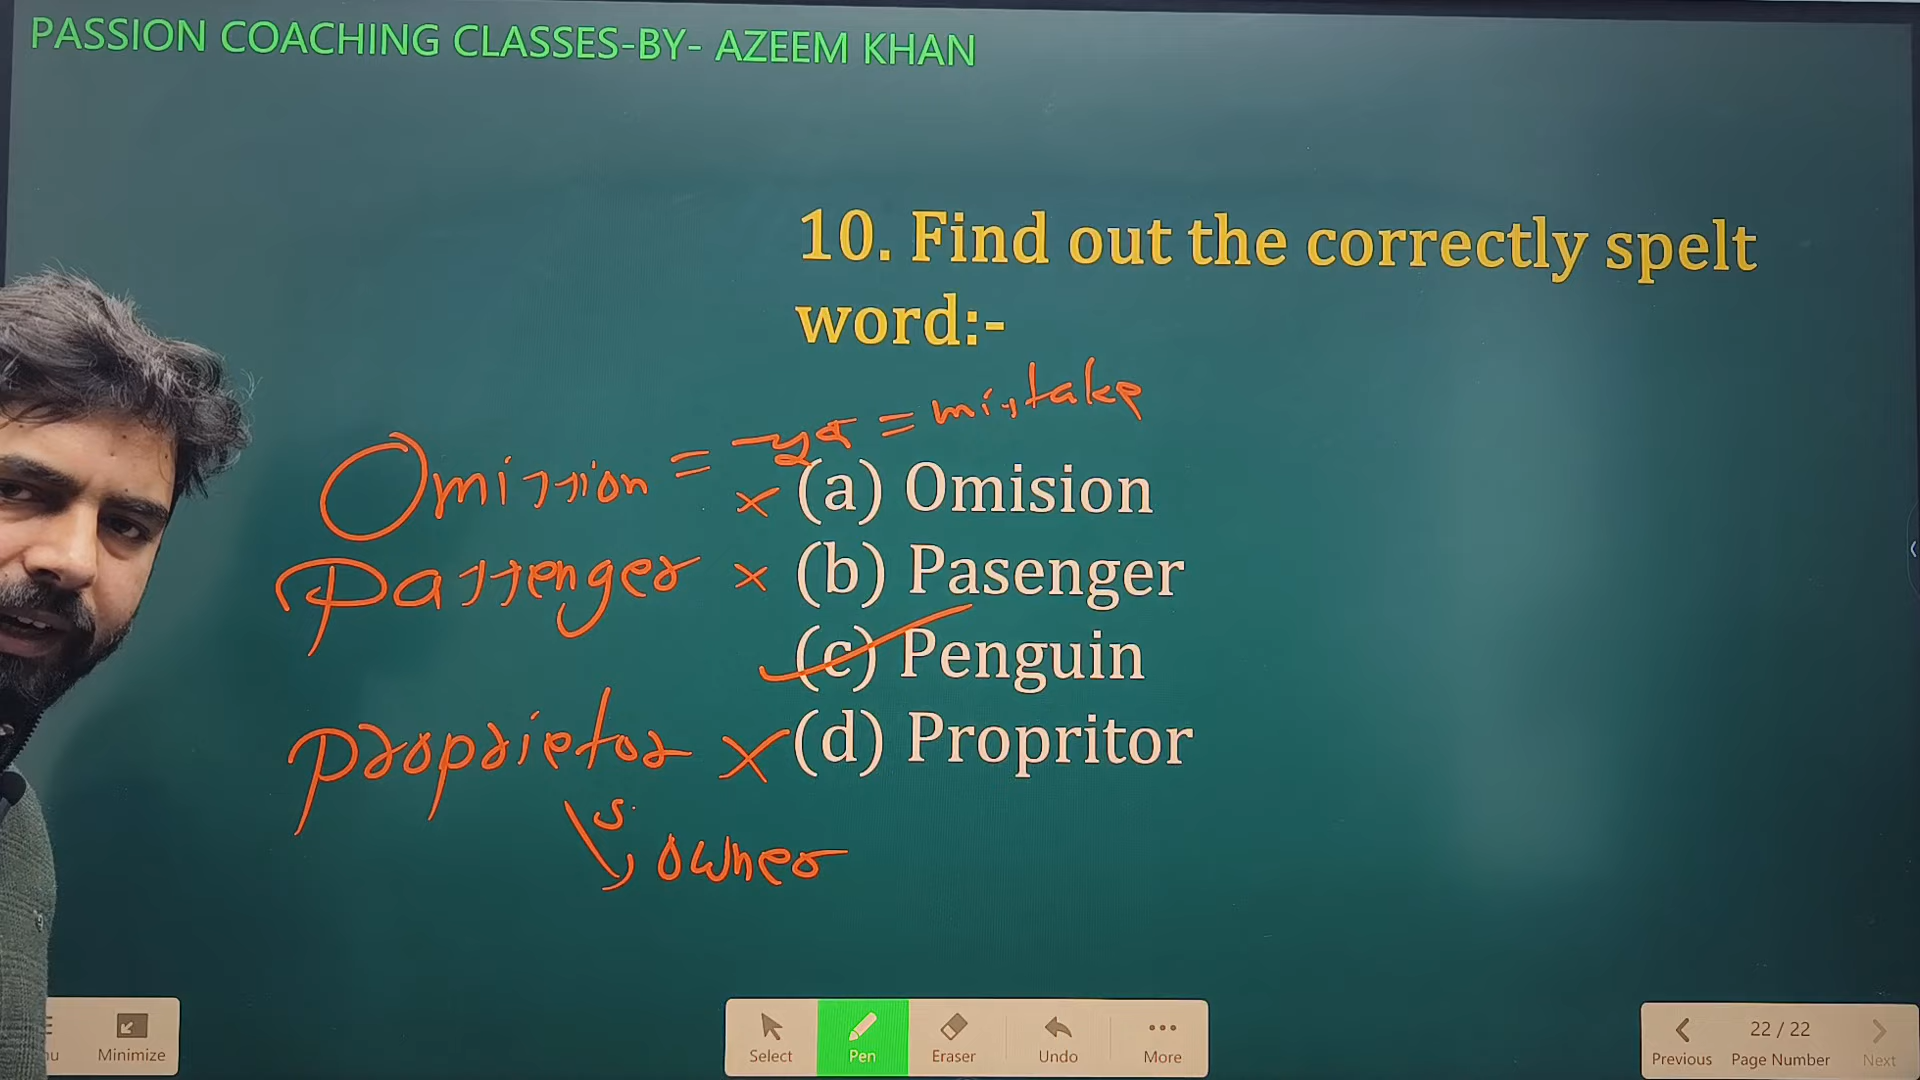 PASSION COACHING CLASSES-BY- AZEEM KHAN
10. Find out the correctly spelt
word:-
Omission = = mistake
× (a) Omision
Passenger × (b) Pasenger
(c) Penguin
Proprietor × (d) Propritor
owner
Minimize
Select
Pen
Eraser
Undo
More
22 / 22
Previous
Page Number
Next